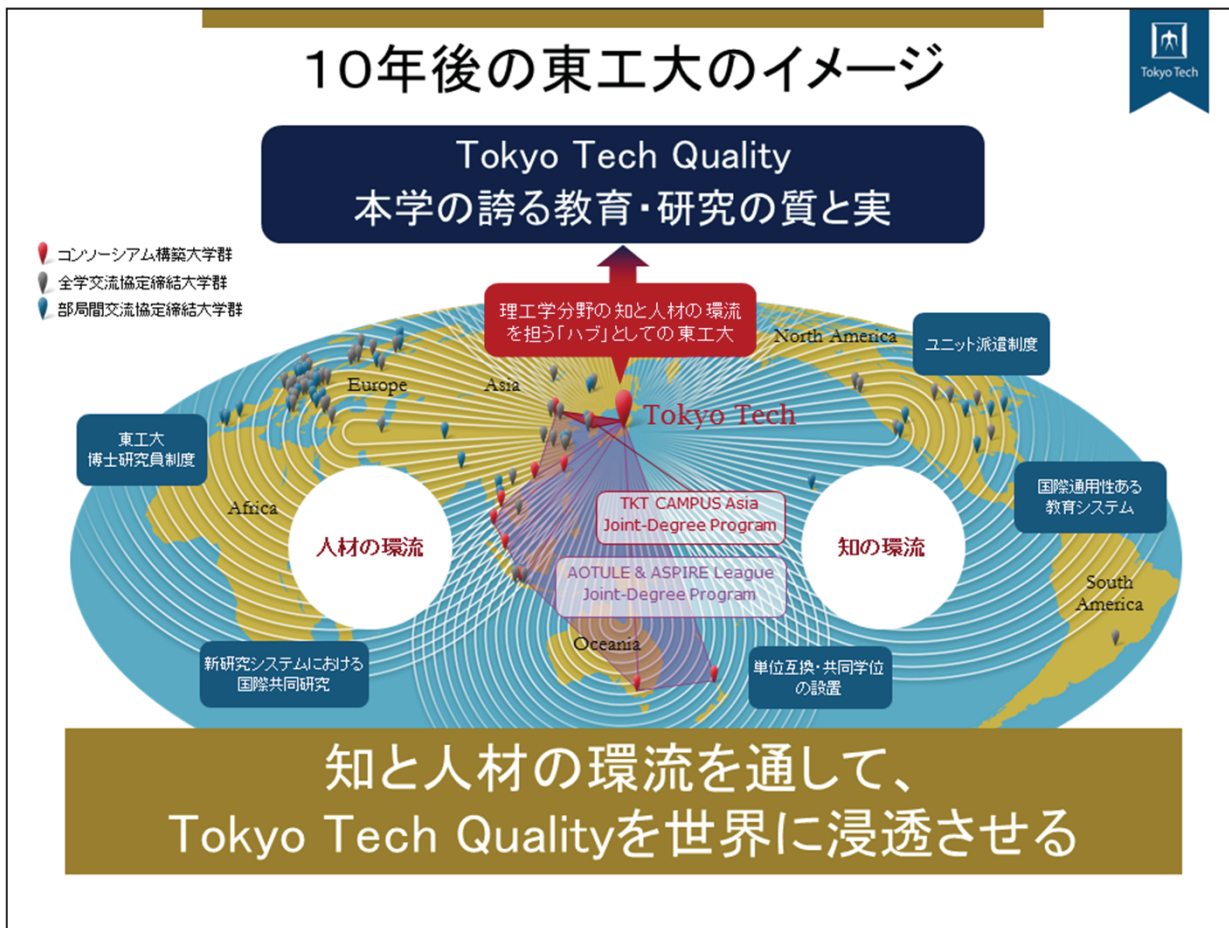 10年後の東工大のイメージ
Tokyo Tech
Tokyo Tech Quality
本学の誇る教育・研究の質と実
コンソーシアム構築大学群
全学交流協定締結大学群
部局間交流協定締結大学群
理工学分野の知と人材の環流
を担う「ハブ」としての東工大
North America
ユニット派遣制度
Europe
Asia
Tokyo Tech
東工大
博士研究員制度
国際通用性ある
教育システム
Africa
人材の環流
TKT CAMPUS Asia
Joint-Degree Program
知の環流
AOTULE & ASPIRE League
Joint-Degree Program
South
America
Oceania
新研究システムにおける
国際共同研究
単位互換・共同学位
の設置
知と人材の環流を通して、
Tokyo Tech Qualityを世界に浸透させる